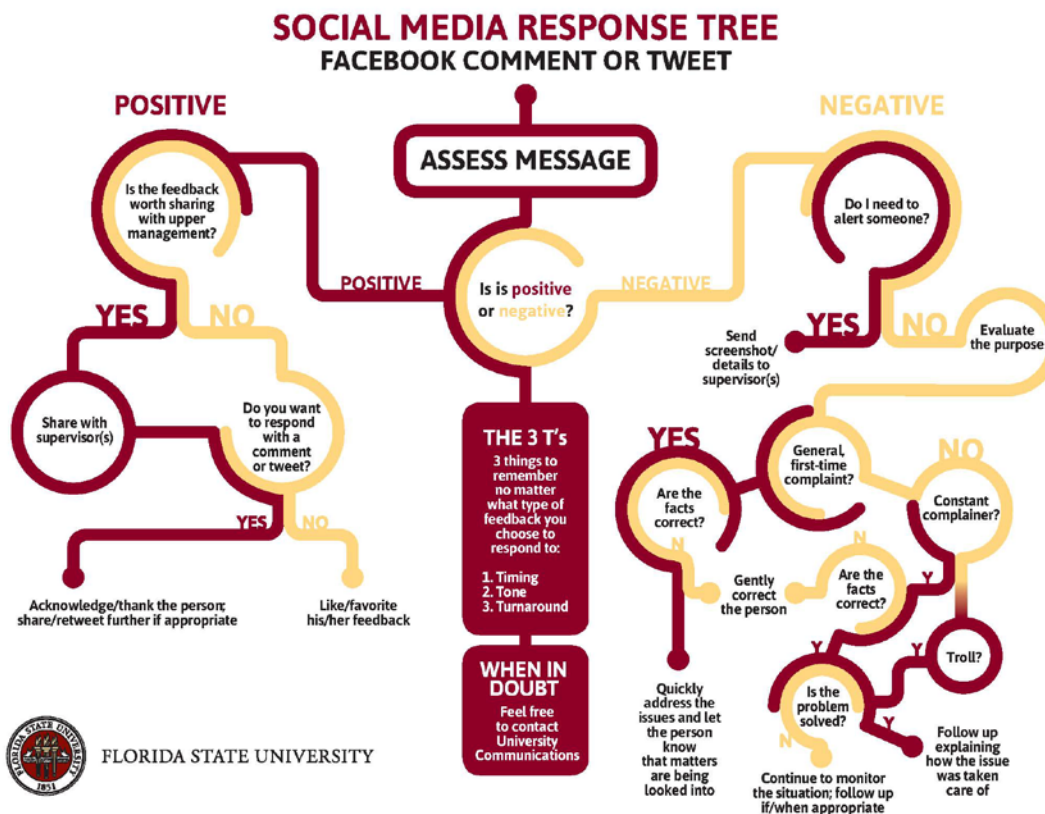 SOCIAL MEDIA RESPONSE TREE
FACEBOOK COMMENT OR TWEET
ASSESS MESSAGE
Is is positive
or negative?
POSITIVE
NEGATIVE
POSITIVE
Is the feedback
worth sharing
with upper
management?
YES
NO
Share with
supervisor(s)
Do you want
to respond
with a
comment
or tweet?
YES
NO
Acknowledge/thank the person;
share/retweet further if appropriate
Like/favorite
his/her feedback
THE 3 T's
3 things to
remember
no matter
what type of
feedback you
choose to
respond to:
1. Timing
2. Tone
3. Turnaround
WHEN IN
DOUBT
Feel free
to contact
University
Communications
NEGATIVE
Do I need to
alert someone?
YES
NO
Send
screenshot/
details to
supervisor(s)
Evaluate
the purpose
General,
first-time
complaint?
YES
NO
Are the
facts
correct?
N
Gently
correct
the person
Quickly
address the
issues and let
the person
know
that matters
are being
looked into
Constant
complainer?
Y
N
Are the
facts
correct?
Y
Troll?
Y
Is the
problem
solved?
Y
N
Follow up
explaining
how the issue
was taken
care of
Continue to monitor
the situation; follow up
if/when appropriate
FLORIDA STATE UNIVERSITY
1851
FLORIDA STATE UNIVERSITY